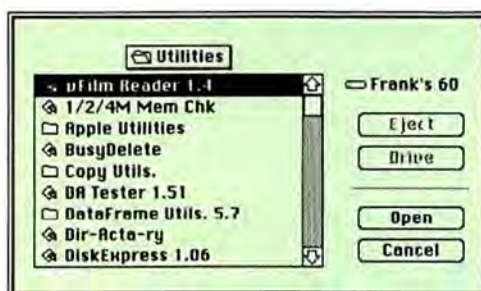 Utilities
µFilm Reader 1.4
1/2/4M Mem Chk
Apple Utilities
BusyDelete
Copy Utils.
DA Tester 1.51
DataFrame Utils. 5.7
Dir-Acta-ry
DiskExpress 1.06
Frank's 60
Eject
Drive
Open
Cancel